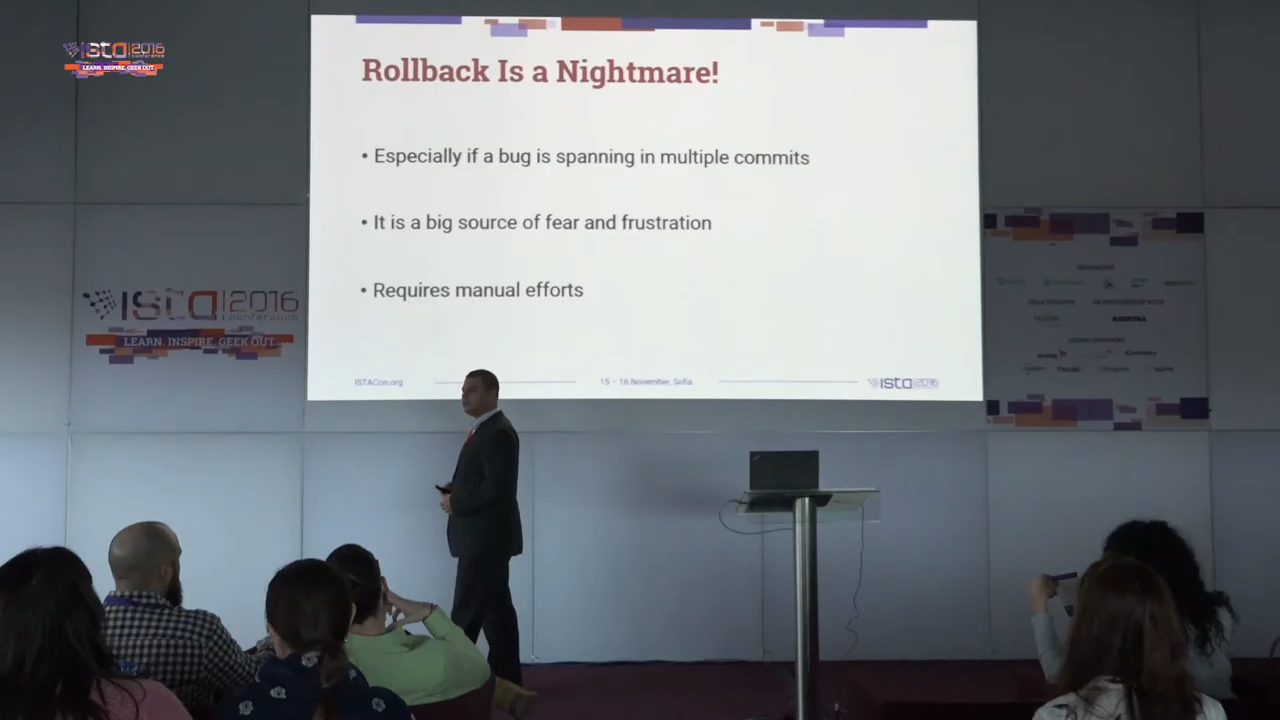 ista 2016
conference
LEARN. INSPIRE. GEEK OUT.
Rollback Is a Nightmare!
• Especially if a bug is spanning in multiple commits
• It is a big source of fear and frustration
• Requires manual efforts
ISTACon.org
15 - 16 November, Sofia
ista 2016
ista 2016
conference
LEARN. INSPIRE. GEEK OUT.